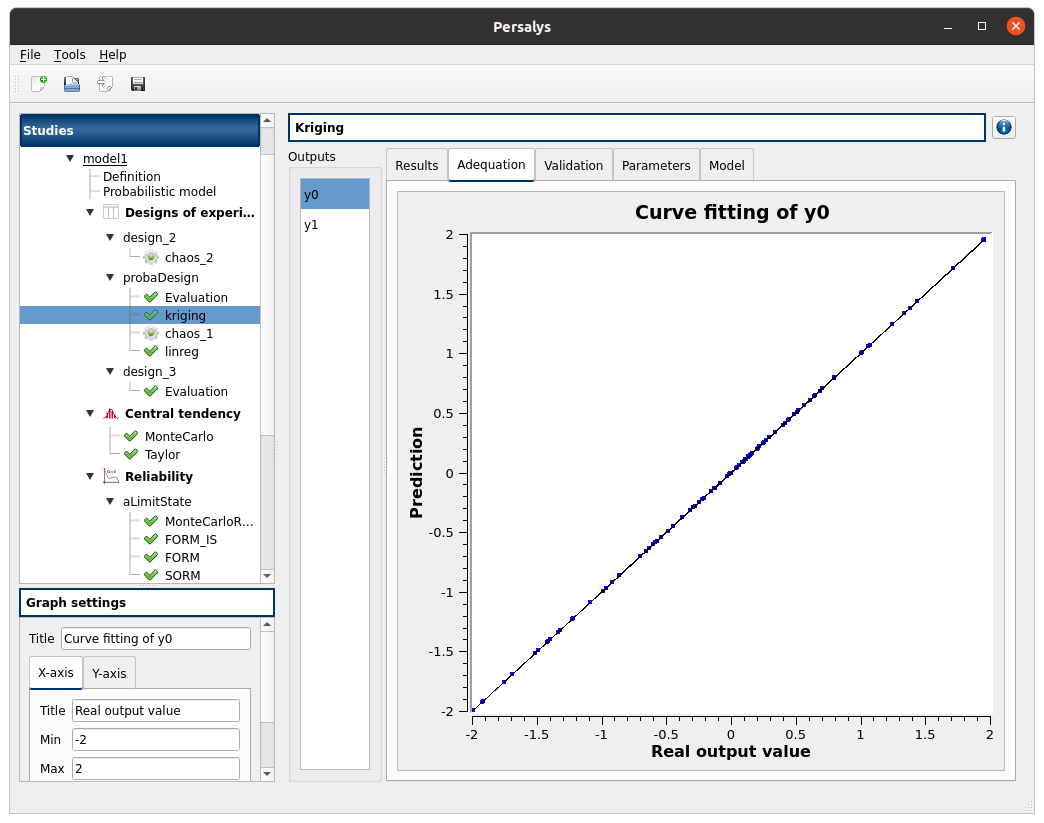 Persalys
File Tools Help
Studies
model1
Definition
Probabilistic model
Designs of experi...
design_2
chaos_2
probaDesign
Evaluation
kriging
chaos_1
linreg
design_3
Evaluation
Central tendency
MonteCarlo
Taylor
Reliability
aLimitState
MonteCarloR...
FORM_IS
FORM
SORM
Graph settings
Title Curve fitting of y0
X-axis Y-axis
Title Real output value
Min -2
Max 2
Kriging
Outputs
y0
y1
Results Adequation Validation Parameters Model
Curve fitting of y0
Prediction
2
1.5
1
0.5
0
-0.5
-1
-1.5
-2
-2 -1.5 -1 -0.5 0 0.5 1 1.5 2
Real output value